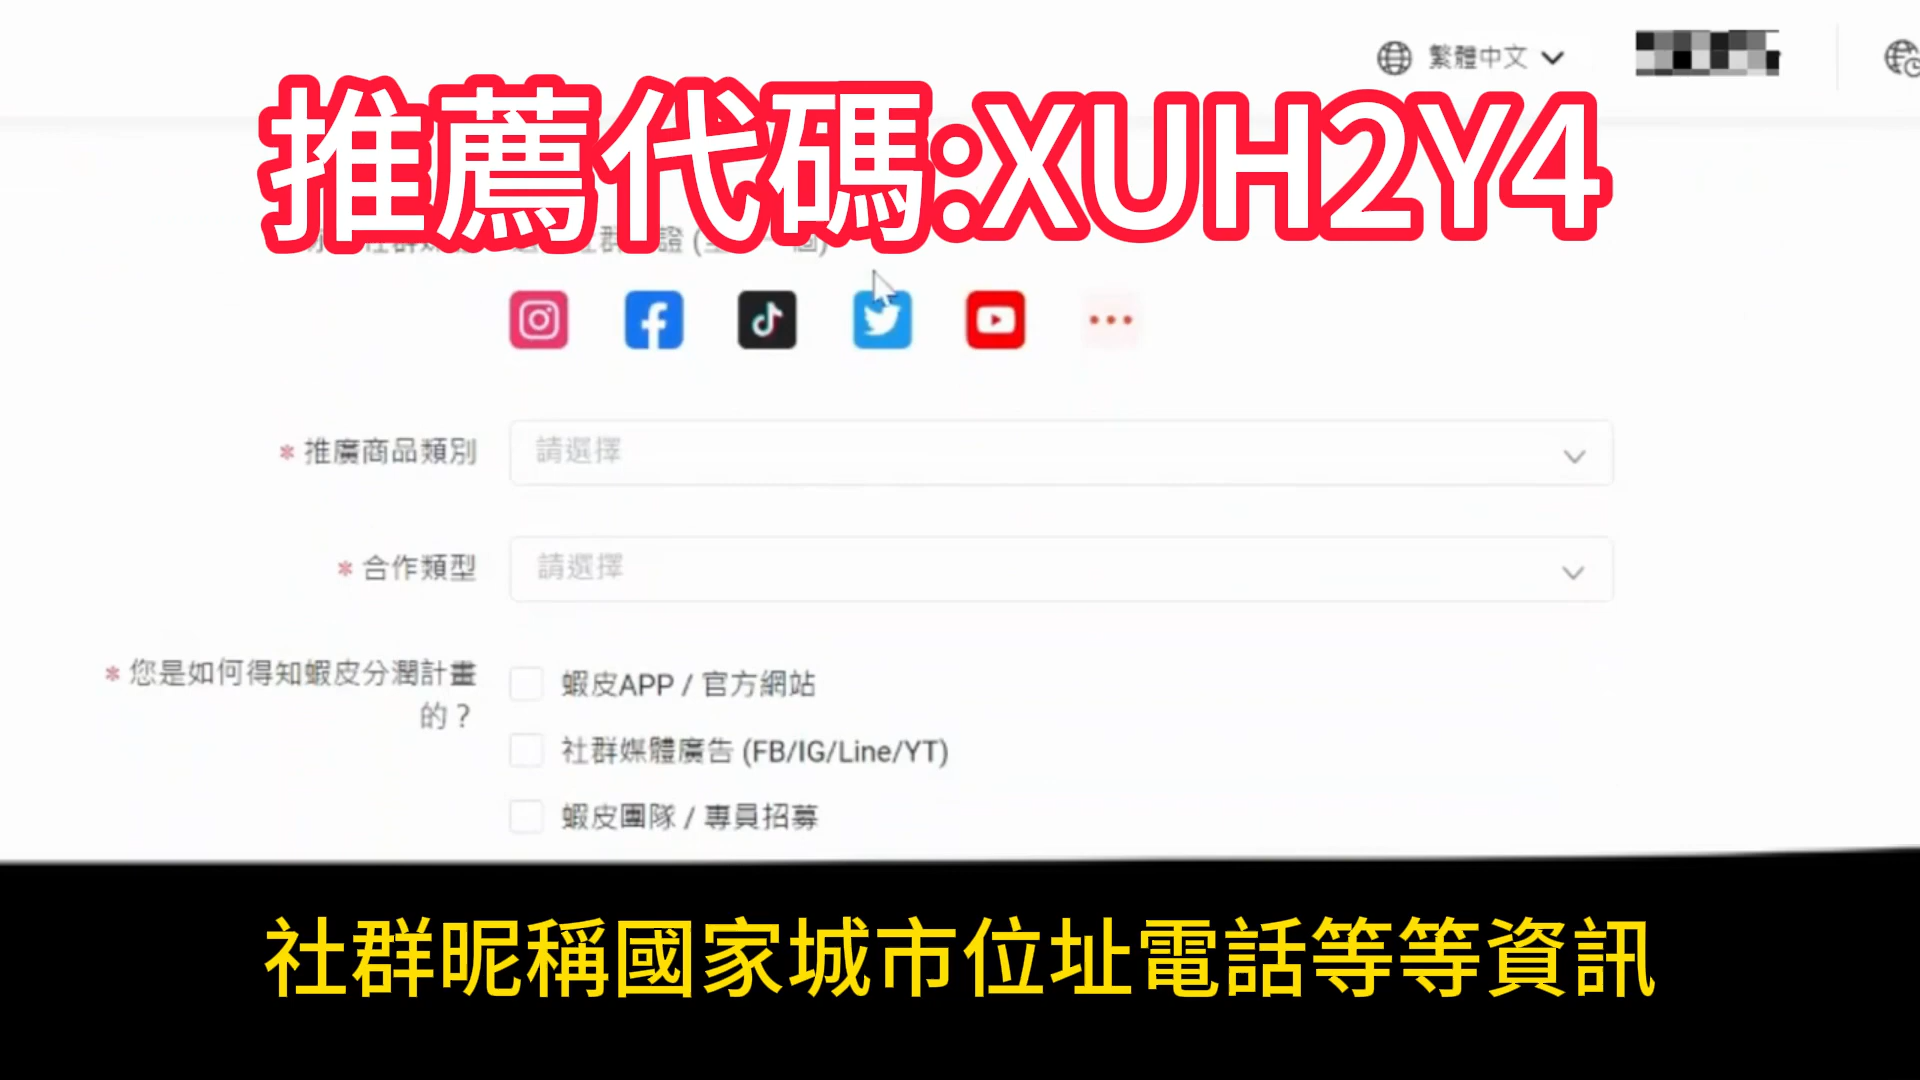 繁體中文
推薦代碼:XUH2Y4
* 推廣商品類別 請選擇
* 合作類型 請選擇
* 您是如何得知蝦皮分潤計畫
的？
蝦皮APP / 官方網站
社群媒體廣告 (FB/IG/Line/YT)
蝦皮團隊 / 專員招募
社群昵稱國家城市位址電話等等資訊